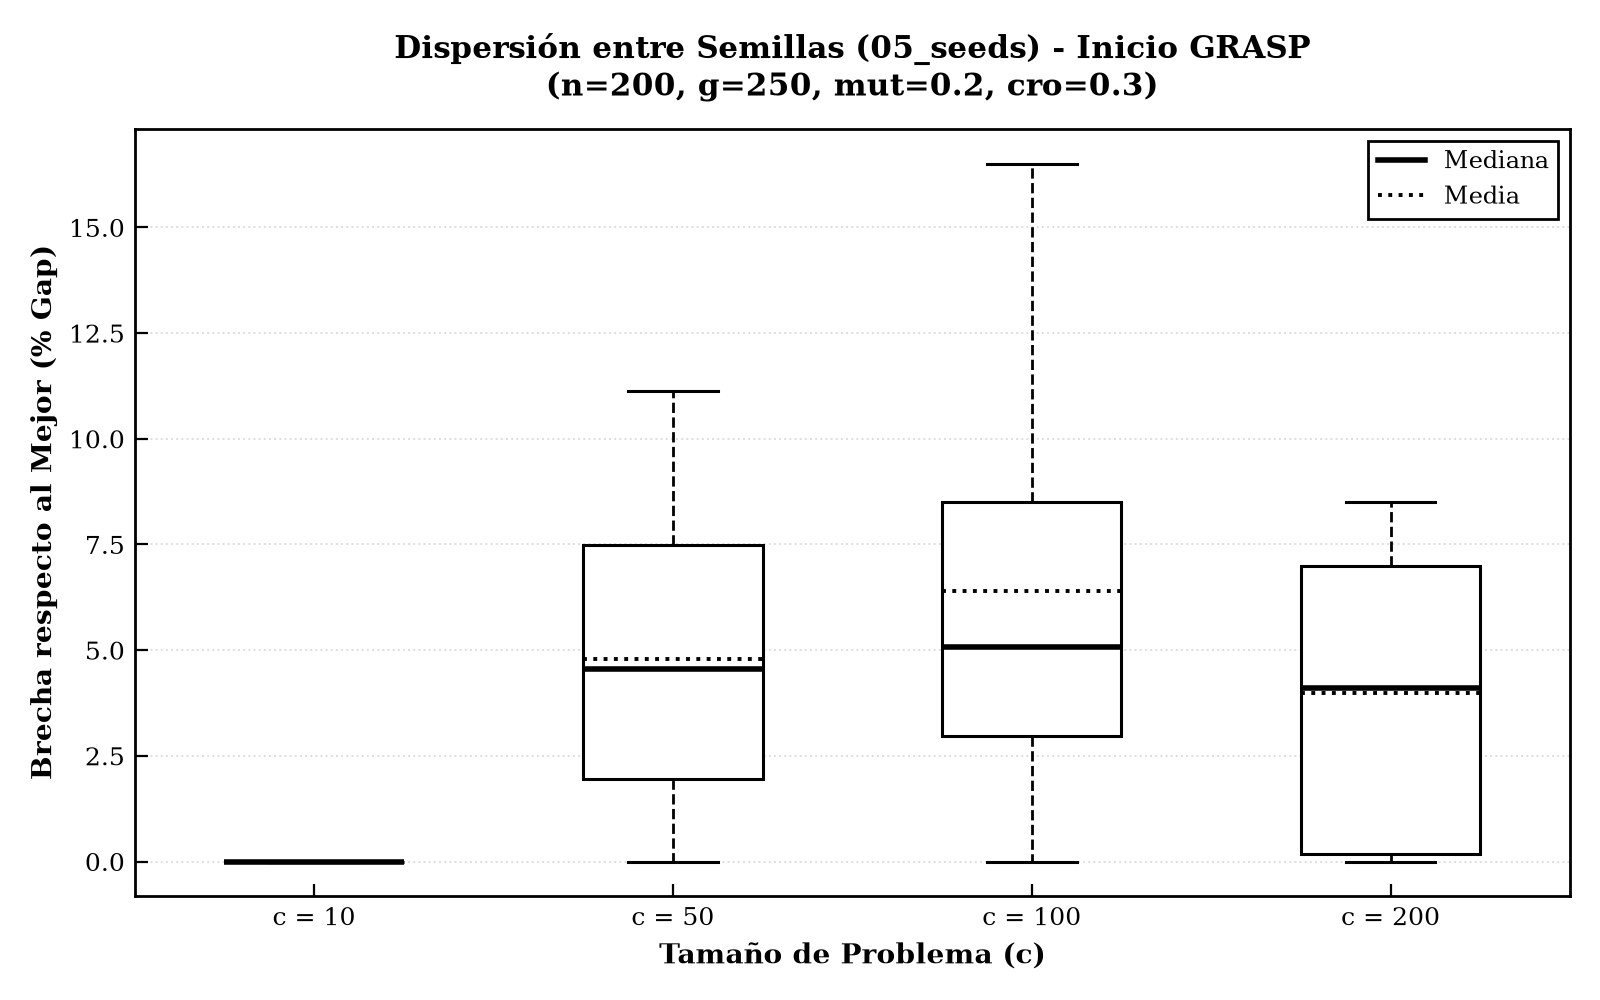 Dispersión entre Semillas (05_seeds) - Inicio GRASP
(n=200, g=250, mut=0.2, cro=0.3)
Mediana
Media
Brecha respecto al Mejor (% Gap)
15.0
12.5
10.0
7.5
5.0
2.5
0.0
c = 10
c = 50
c = 100
c = 200
Tamaño de Problema (c)